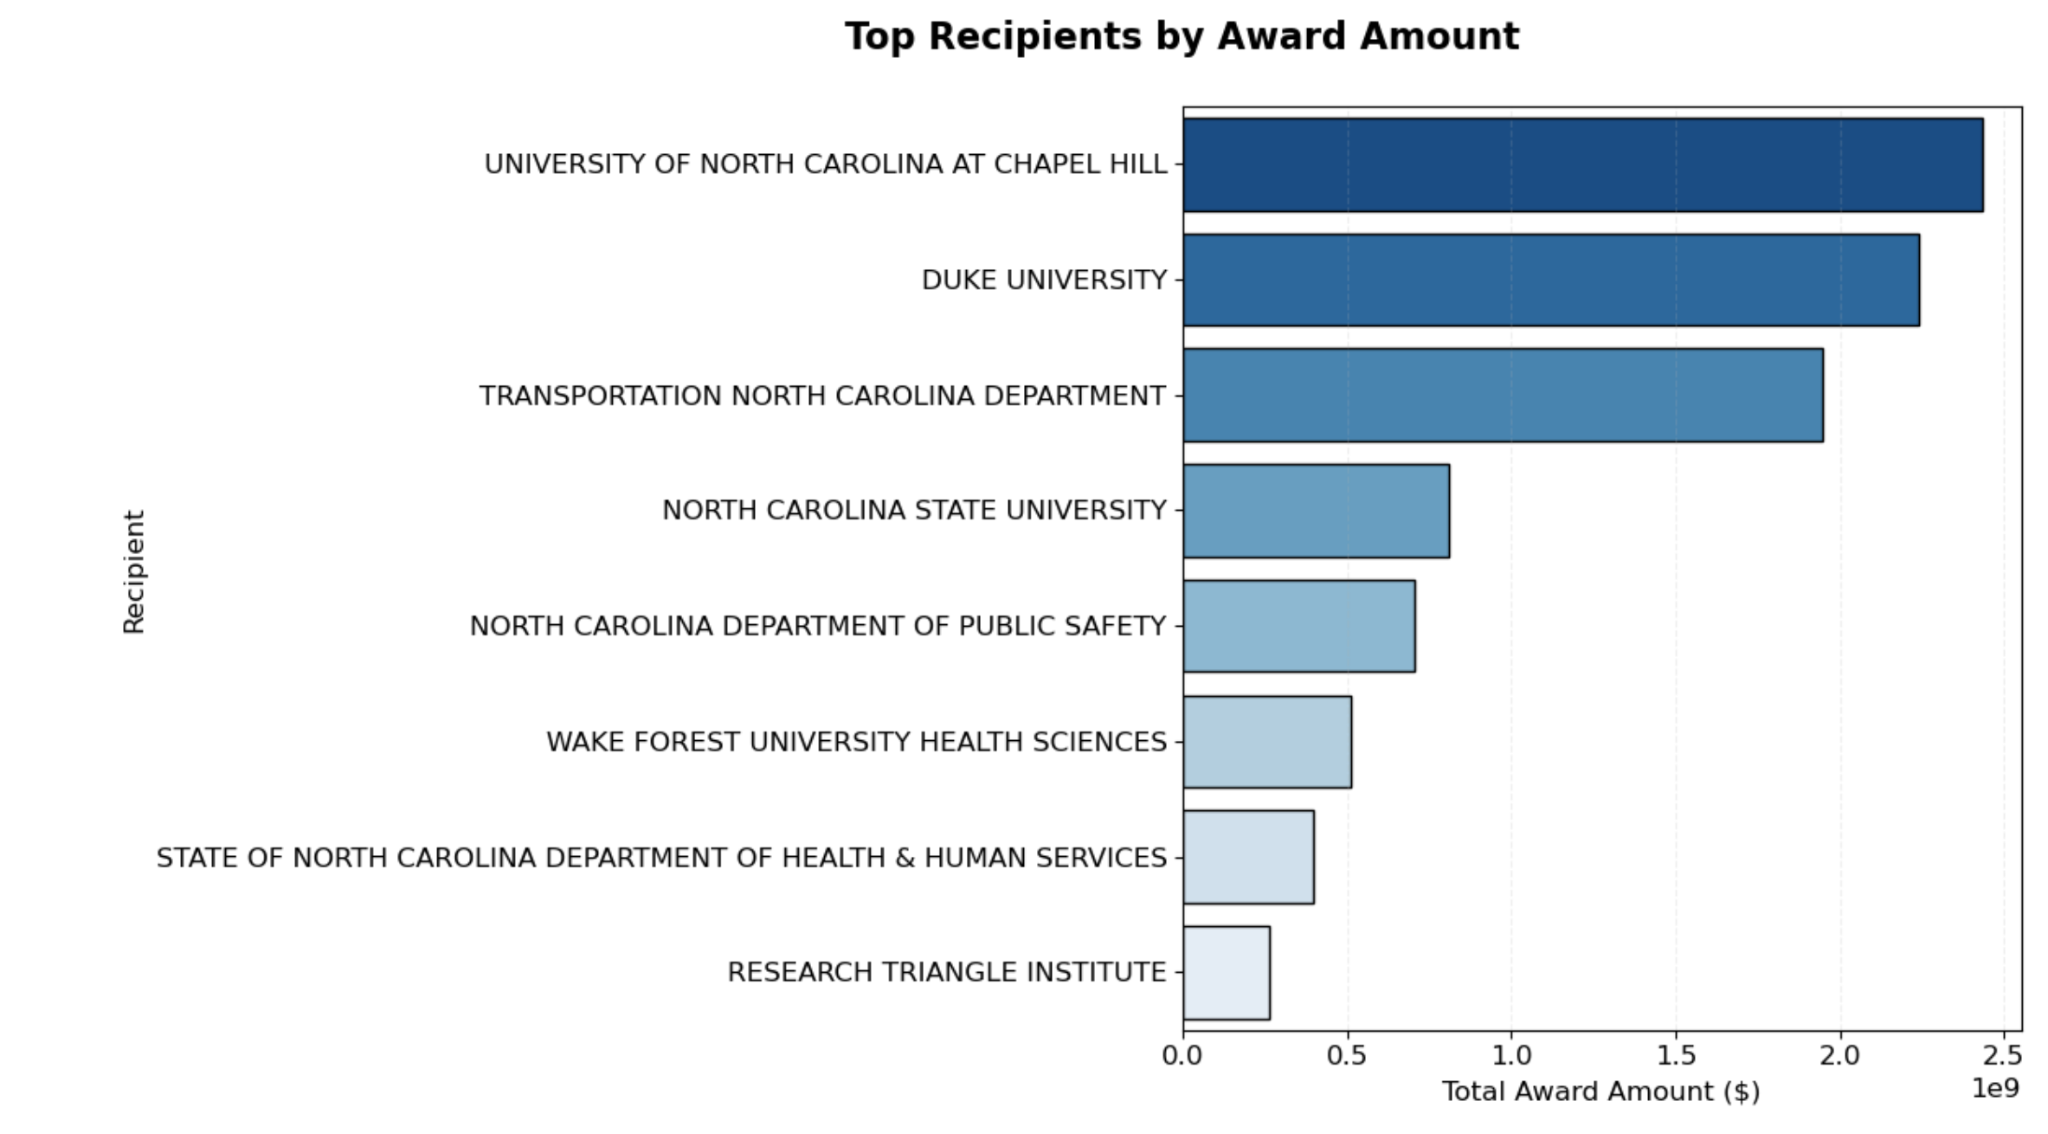 Top Recipients by Award Amount
UNIVERSITY OF NORTH CAROLINA AT CHAPEL HILL
DUKE UNIVERSITY
TRANSPORTATION NORTH CAROLINA DEPARTMENT
NORTH CAROLINA STATE UNIVERSITY
NORTH CAROLINA DEPARTMENT OF PUBLIC SAFETY
WAKE FOREST UNIVERSITY HEALTH SCIENCES
STATE OF NORTH CAROLINA DEPARTMENT OF HEALTH & HUMAN SERVICES
RESEARCH TRIANGLE INSTITUTE
Recipient
0.0 0.5 1.0 1.5 2.0 2.5
1e9
Total Award Amount ($)